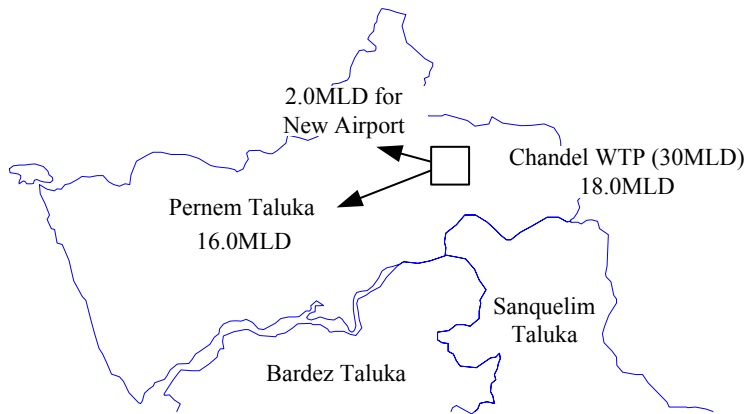 2.0MLD for
New Airport
Chandel WTP (30MLD)
18.0MLD
Pernem Taluka
16.0MLD
Sanquelim
Taluka
Bardez Taluka